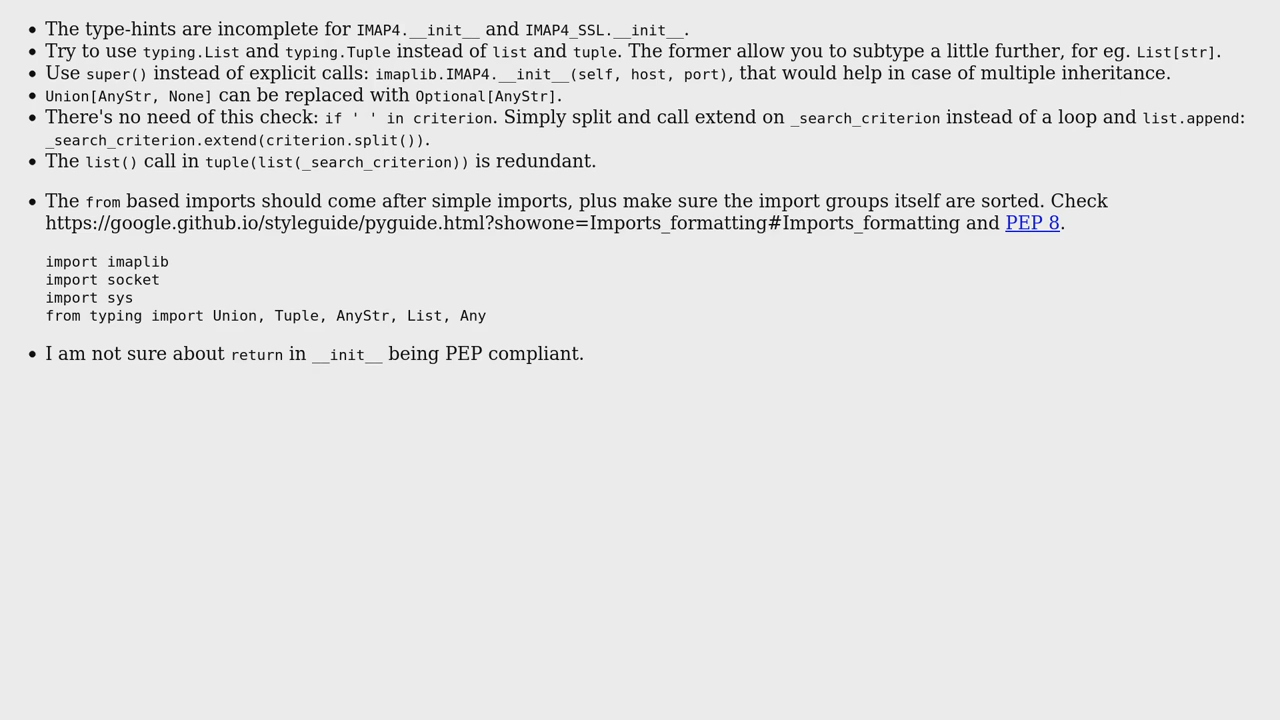 • The type-hints are incomplete for IMAP4.__init__ and IMAP4_SSL.__init__.
• Try to use typing.List and typing.Tuple instead of list and tuple. The former allow you to subtype a little further, for eg. List[str].
• Use super() instead of explicit calls: imaplib.IMAP4.__init__(self, host, port), that would help in case of multiple inheritance.
• Union[AnyStr, None] can be replaced with Optional[AnyStr].
• There's no need of this check: if ' ' in criterion. Simply split and call extend on _search_criterion instead of a loop and list.append:
_search_criterion.extend(criterion.split()).
• The list() call in tuple(list(_search_criterion)) is redundant.
• The from based imports should come after simple imports, plus make sure the import groups itself are sorted. Check
https://google.github.io/styleguide/pyguide.html?showone=Imports_formatting#Imports_formatting and PEP 8.
import imaplib
import socket
import sys
from typing import Union, Tuple, AnyStr, List, Any
• I am not sure about return in __init__ being PEP compliant.